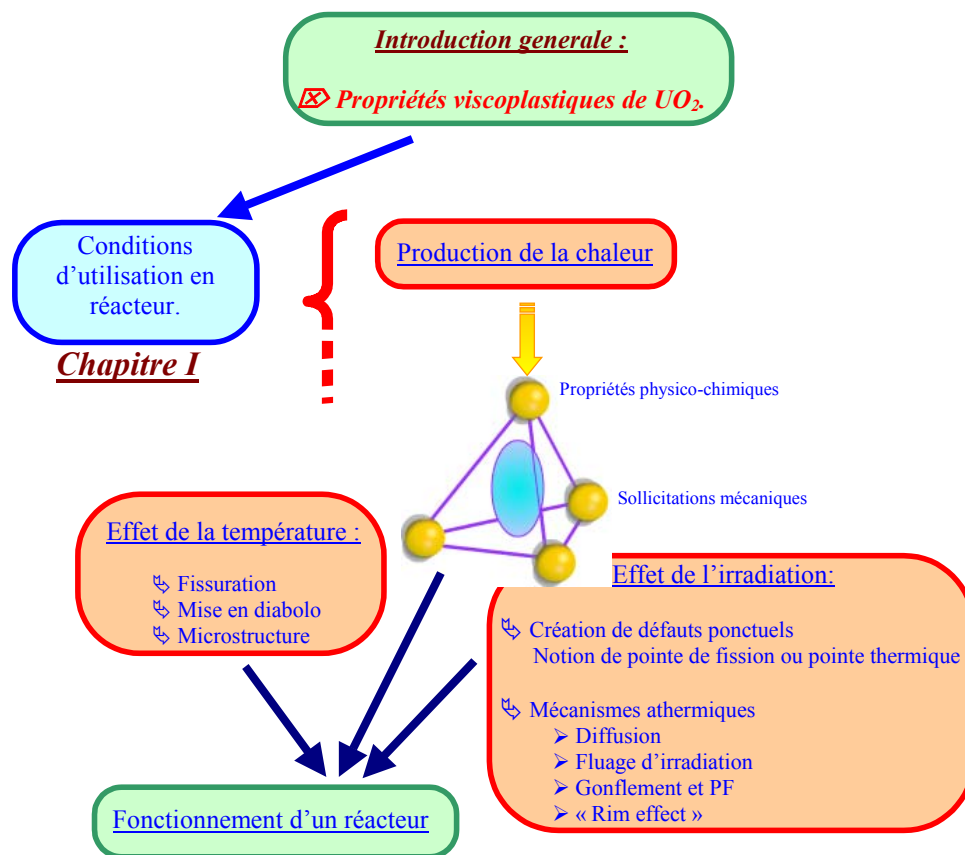 Introduction generale :
Propriétés viscoplastiques de UO2.
Conditions
d’utilisation en
réacteur.
Chapitre I
Production de la chaleur
Propriétés physico-chimiques
Sollicitations mécaniques
Effet de la température :
Fissuration
Mise en diabolo
Microstructure
Effet de l’irradiation:
Création de défauts ponctuels
Notion de pointe de fission ou pointe thermique
Mécanismes athermiques
Diffusion
Fluage d’irradiation
Gonflement et PF
« Rim effect »
Fonctionnement d’un réacteur